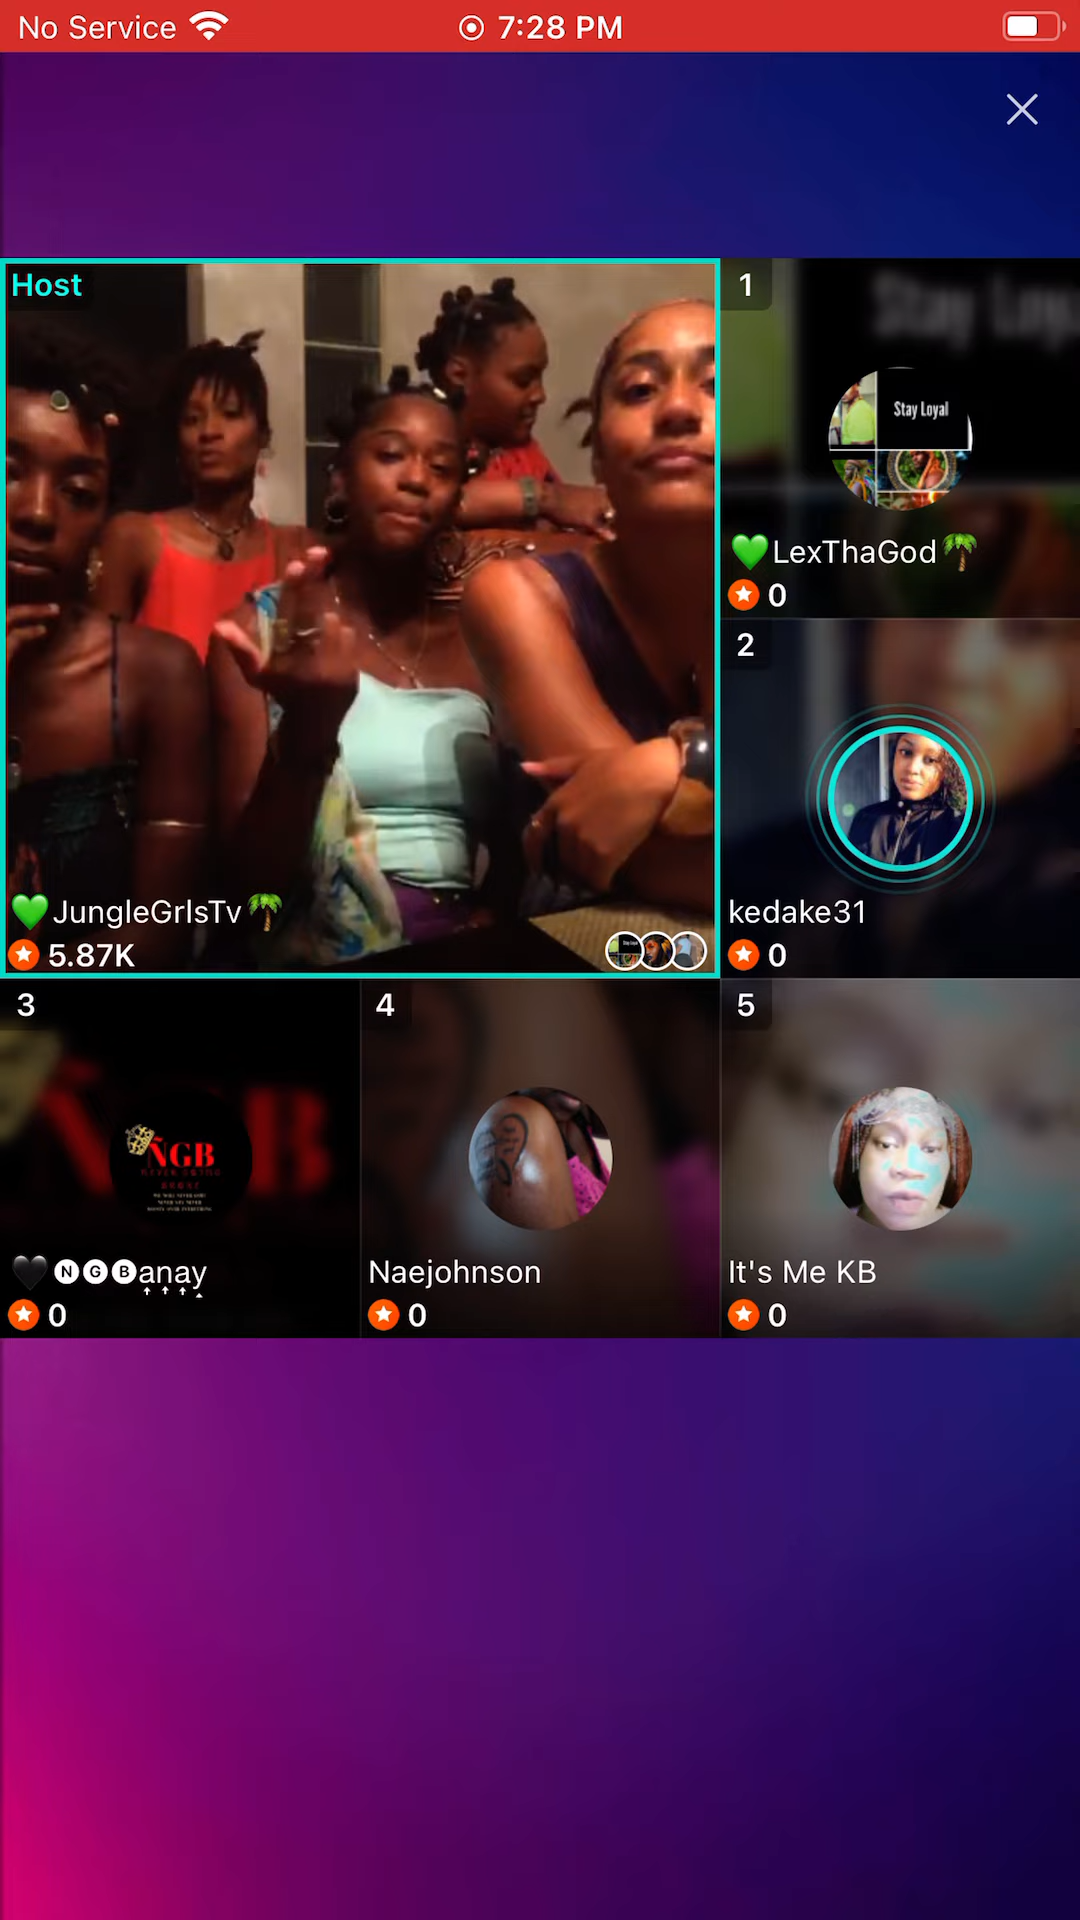 No Service 7:28 PM
Host
💚JungleGrlsTv🌴
5.87K
1
Stay Loyal
💚LexThaGod🌴
0
2
kedake31
0
3
ÑGB
🖤🅝🅖🅑anay
0
4
Naejohnson
0
5
It's Me KB
0